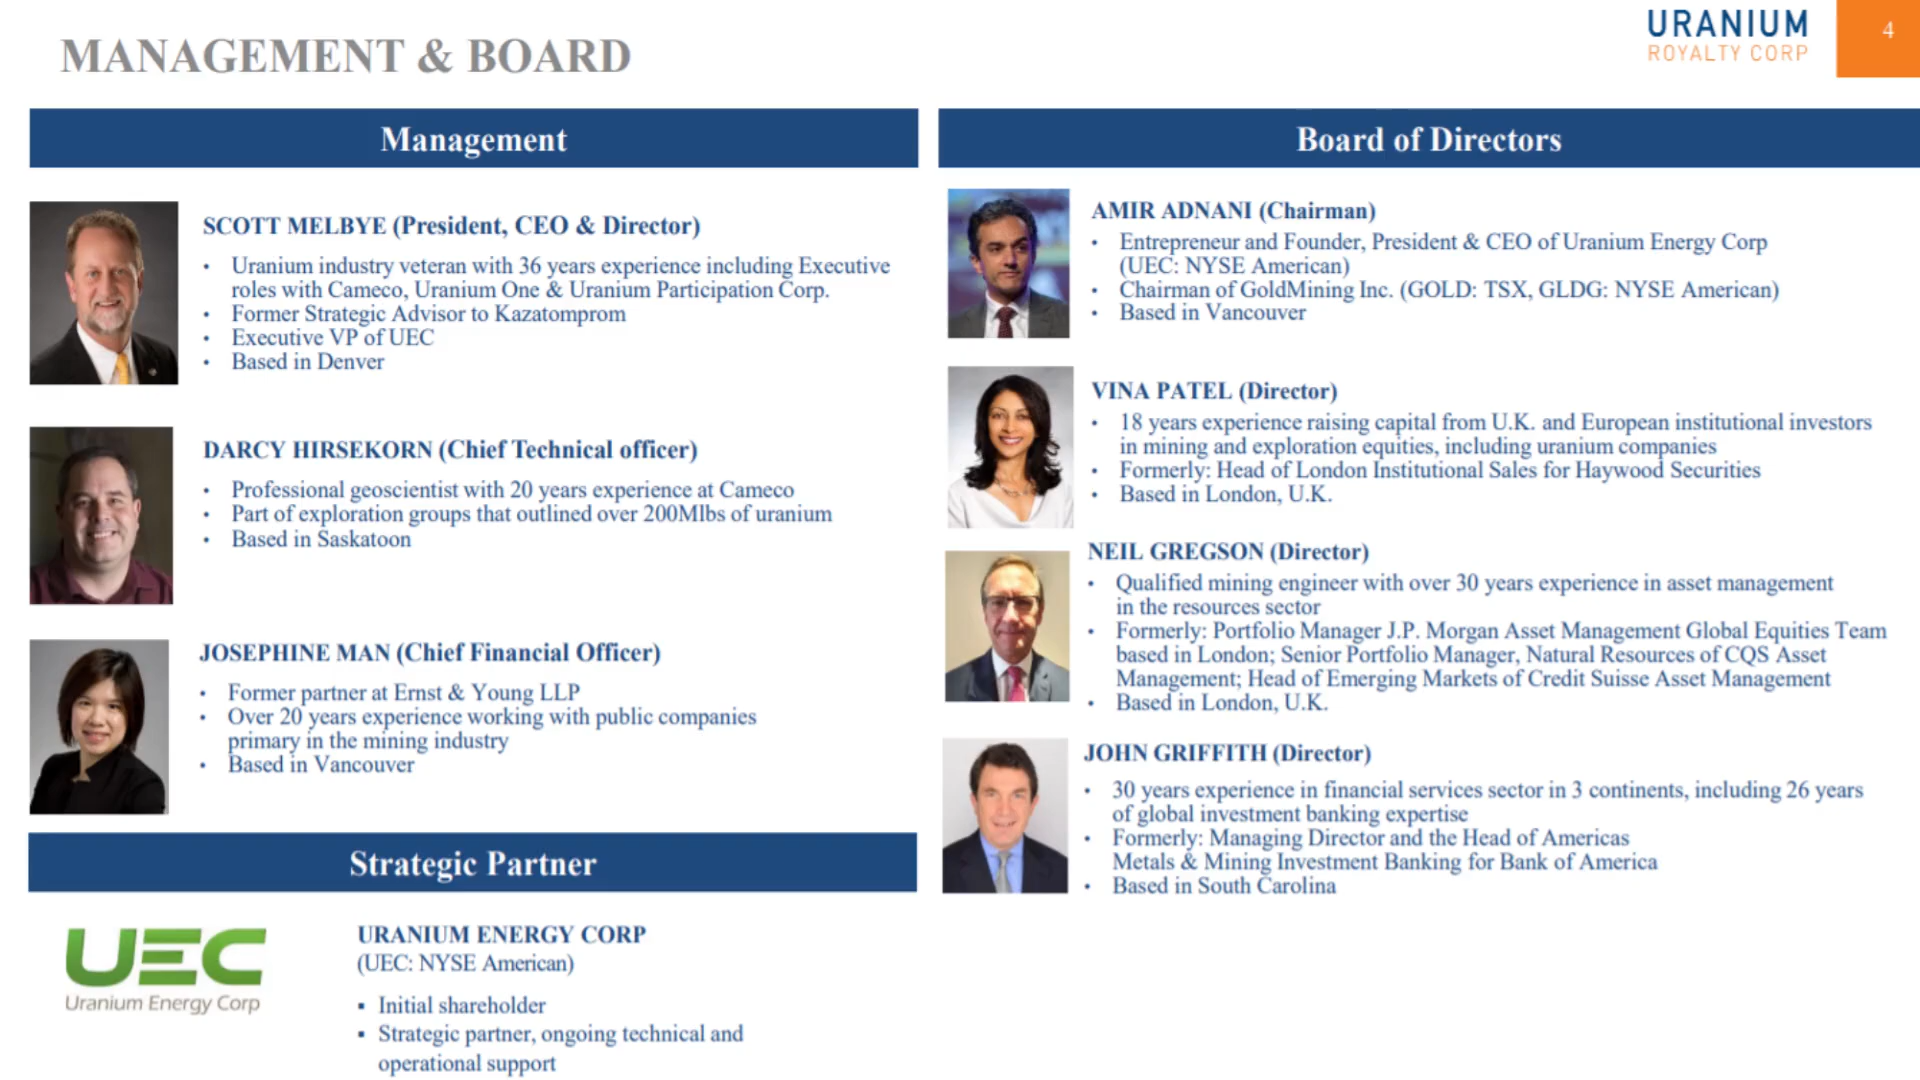 MANAGEMENT & BOARD
URANIUM
ROYALTY CORP
4
Management
SCOTT MELBYE (President, CEO & Director)
• Uranium industry veteran with 36 years experience including Executive
roles with Cameco, Uranium One & Uranium Participation Corp.
• Former Strategic Advisor to Kazatomprom
• Executive VP of UEC
• Based in Denver
DARCY HIRSEKORN (Chief Technical officer)
• Professional geoscientist with 20 years experience at Cameco
• Part of exploration groups that outlined over 200Mlbs of uranium
• Based in Saskatoon
JOSEPHINE MAN (Chief Financial Officer)
• Former partner at Ernst & Young LLP
• Over 20 years experience working with public companies
primary in the mining industry
• Based in Vancouver
Strategic Partner
UEC
Uranium Energy Corp
URANIUM ENERGY CORP
(UEC: NYSE American)
▪ Initial shareholder
▪ Strategic partner, ongoing technical and
operational support
Board of Directors
AMIR ADNANI (Chairman)
• Entrepreneur and Founder, President & CEO of Uranium Energy Corp
(UEC: NYSE American)
• Chairman of GoldMining Inc. (GOLD: TSX, GLDG: NYSE American)
• Based in Vancouver
VINA PATEL (Director)
• 18 years experience raising capital from U.K. and European institutional investors
in mining and exploration equities, including uranium companies
• Formerly: Head of London Institutional Sales for Haywood Securities
• Based in London, U.K.
NEIL GREGSON (Director)
• Qualified mining engineer with over 30 years experience in asset management
in the resources sector
• Formerly: Portfolio Manager J.P. Morgan Asset Management Global Equities Team
based in London; Senior Portfolio Manager, Natural Resources of CQS Asset
Management; Head of Emerging Markets of Credit Suisse Asset Management
• Based in London, U.K.
JOHN GRIFFITH (Director)
• 30 years experience in financial services sector in 3 continents, including 26 years
of global investment banking expertise
• Formerly: Managing Director and the Head of Americas
Metals & Mining Investment Banking for Bank of America
• Based in South Carolina